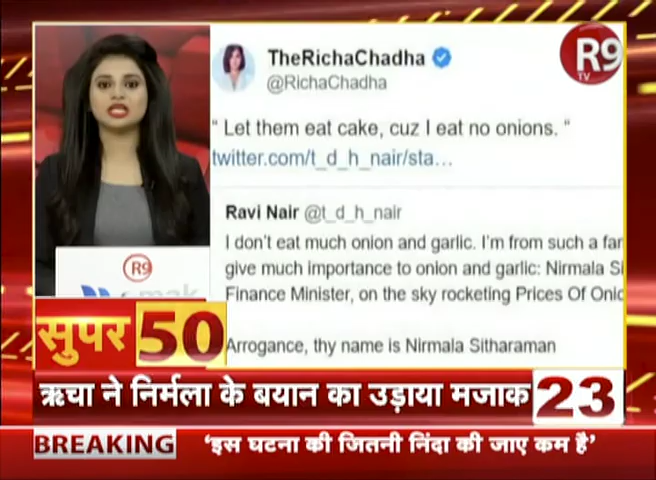 TheRichaChadha
@RichaChadha
R9
TV
“ Let them eat cake, cuz I eat no onions. “
twitter.com/t_d_h_nair/sta…
Ravi Nair @t_d_h_nair
I don't eat much onion and garlic. I'm from such a
give much importance to onion and garlic: Nirmala
Finance Minister, on the sky rocketing Prices Of
Arrogance, thy name is Nirmala Sitharaman
R9
सुपर 50
ऋचा ने निर्मला के बयान का उड़ाया मजाक 23
BREAKING ‘इस घटना की जितनी निंदा की जाए कम है’